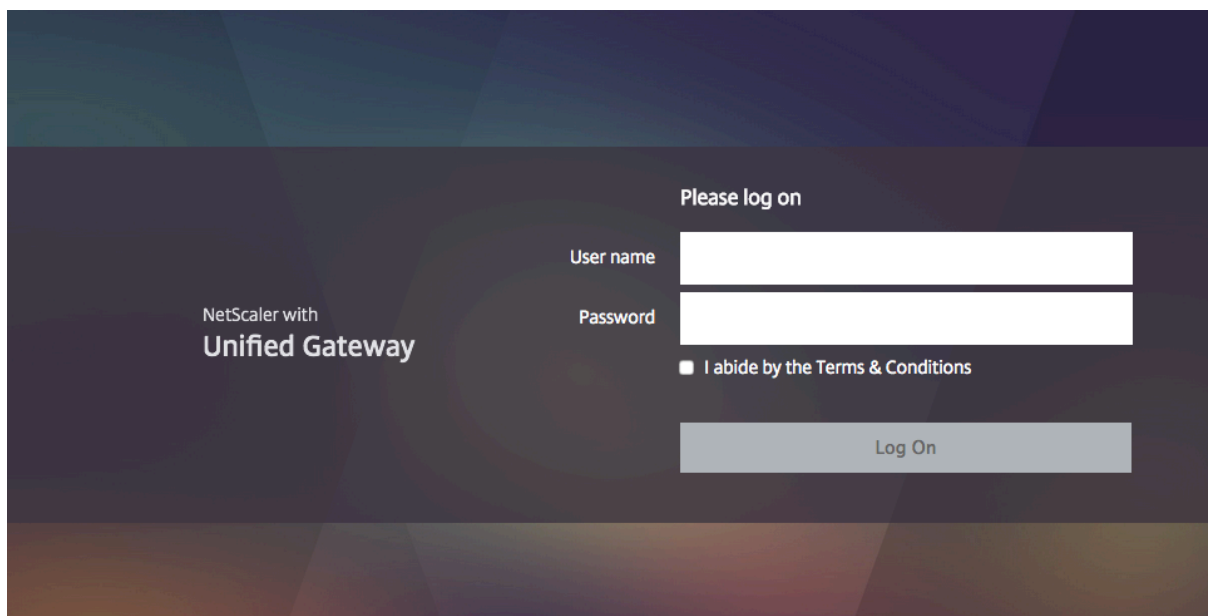 Please log on
User name
Password
NetScaler with
Unified Gateway
I abide by the Terms & Conditions
Log On